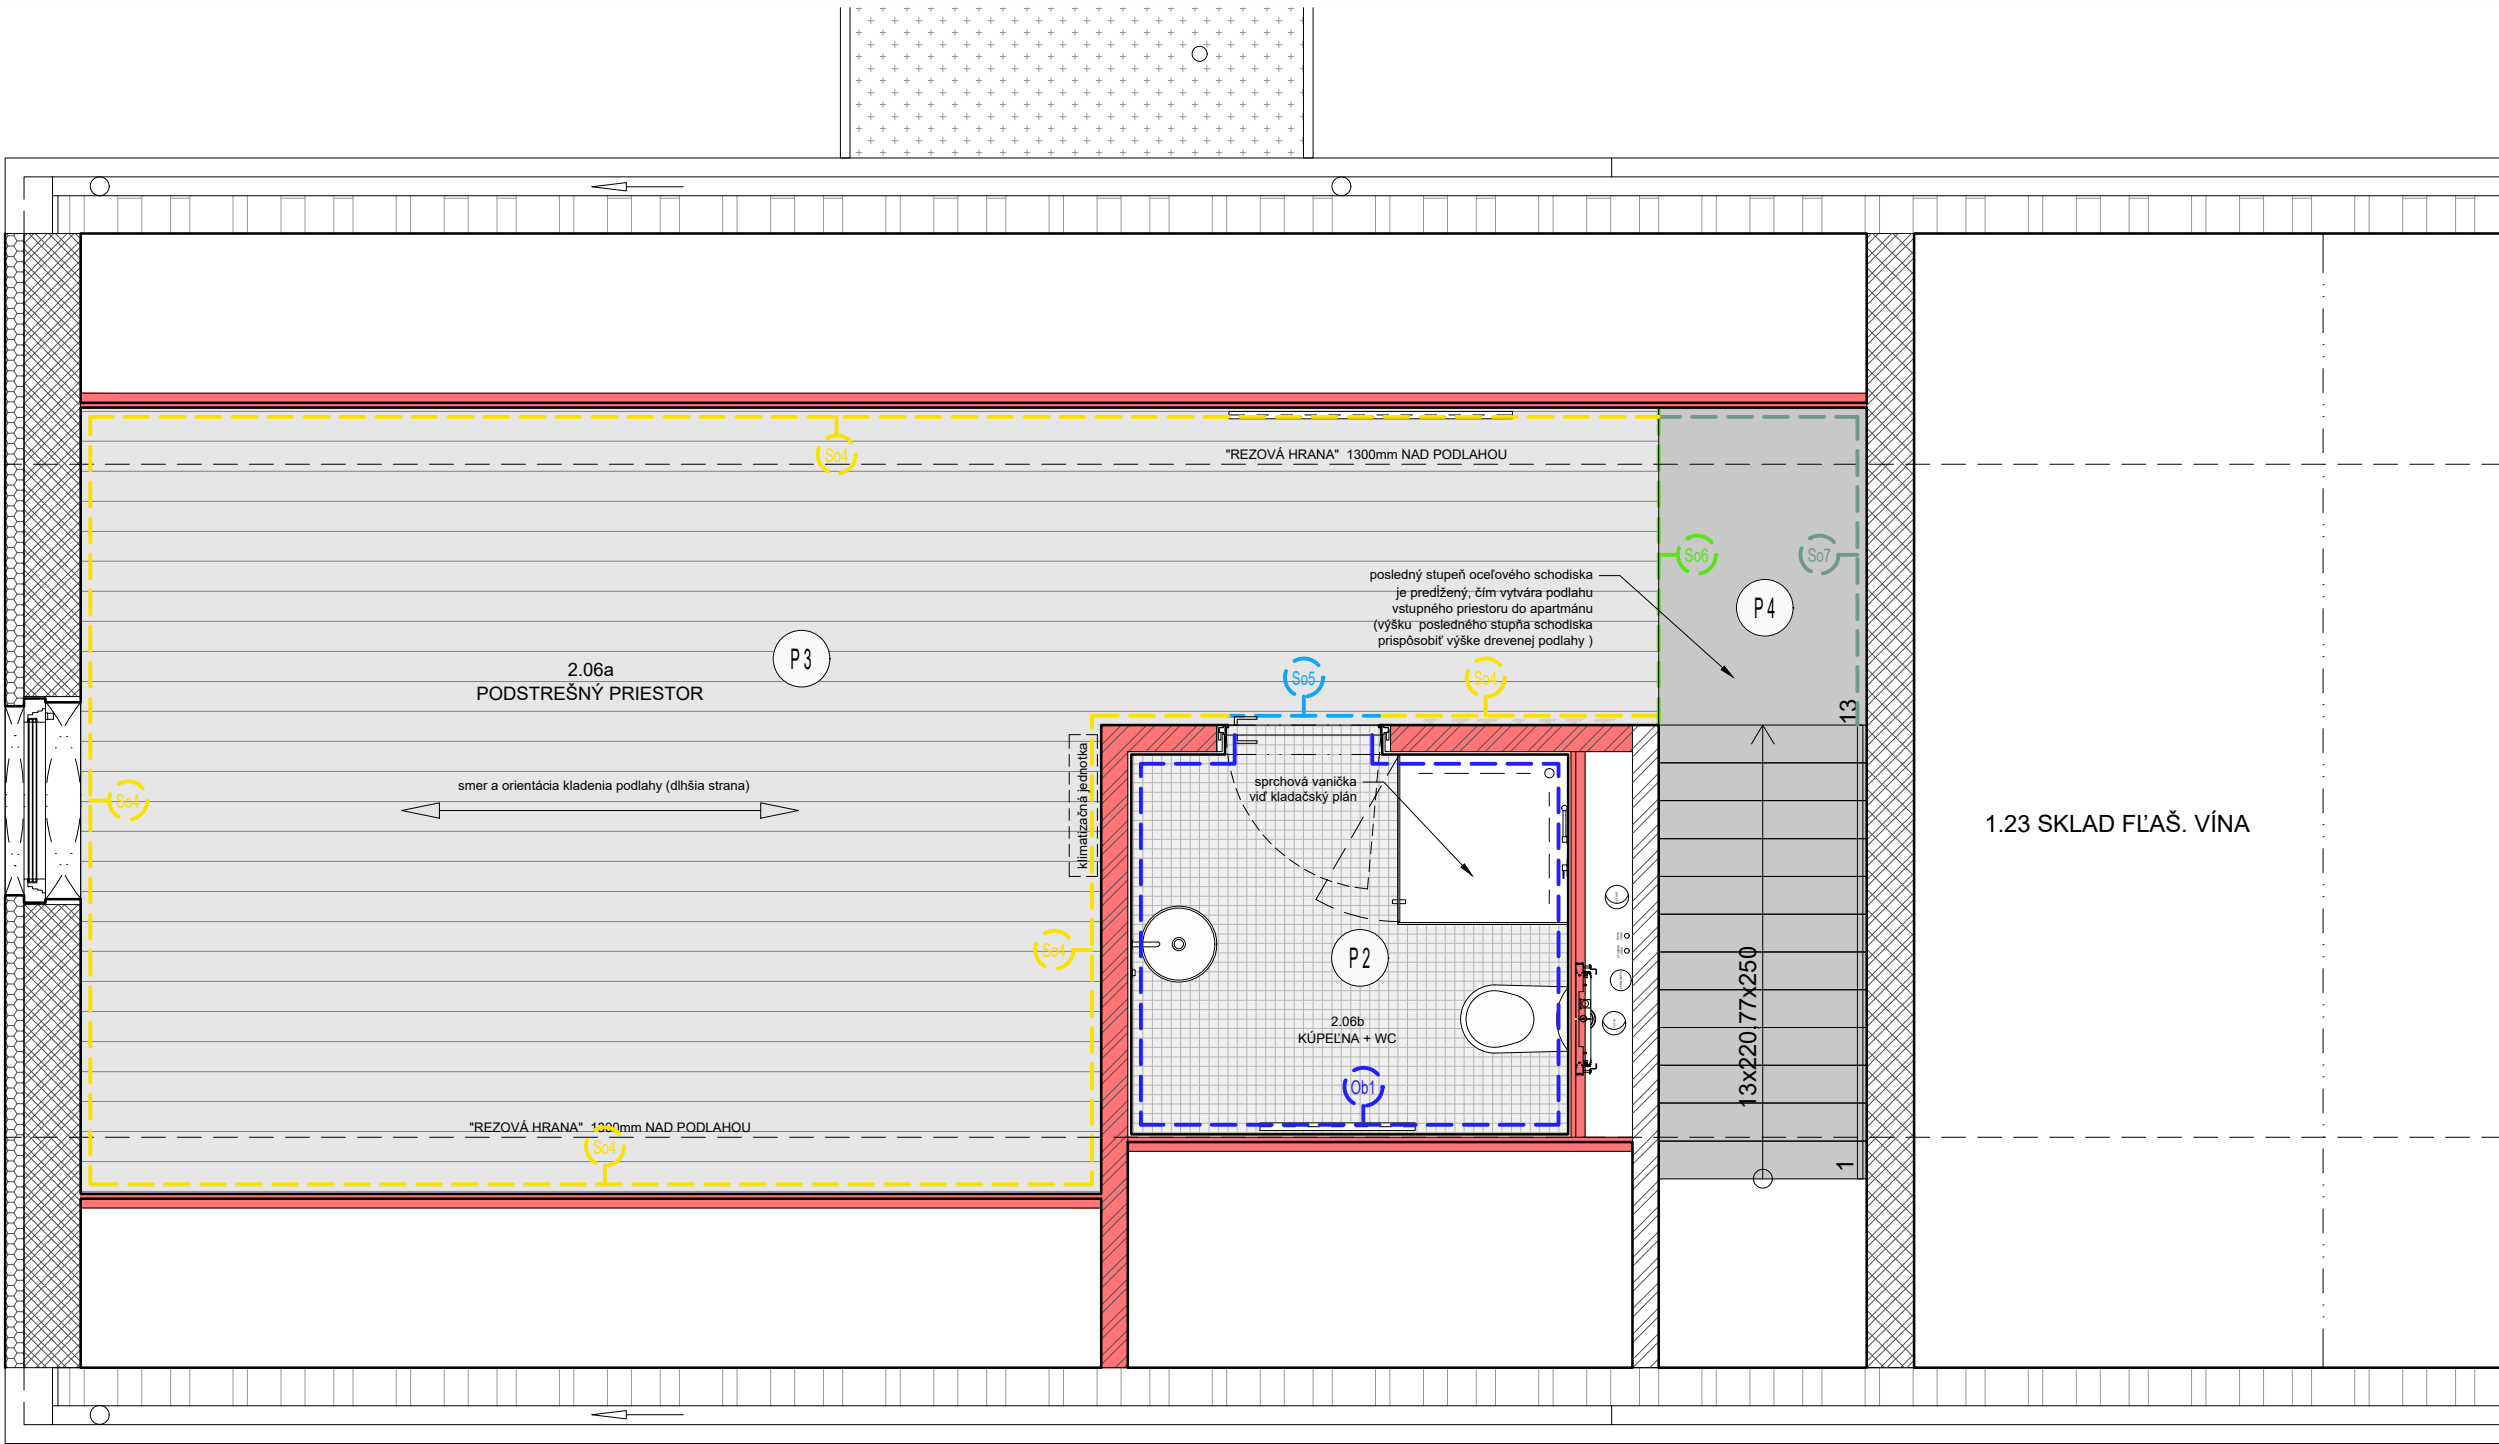 So4
"REZOVÁ HRANA" 1300mm NAD PODLAHOU
So6
So7
posledný stupeň oceľového schodiska
je predĺžený, čím vytvára podlahu
vstupného priestoru do apartmánu
(výšku posledného stupňa schodiska
prispôsobiť výške drevenej podlahy )
P4
P3
2.06a
PODSTREŠNÝ PRIESTOR
So5
So4
13
klimatizačná jednotka
sprchová vanička
viď kladačský plán
smer a orientácia kladenia podlahy (dlhšia strana)
So4
1.23 SKLAD FĽAŠ. VÍNA
So4
P2
13x220,77x250
2.06b
KÚPEĽNA + WC
Ob1
"REZOVÁ HRANA" 1300mm NAD PODLAHOU
So4
1